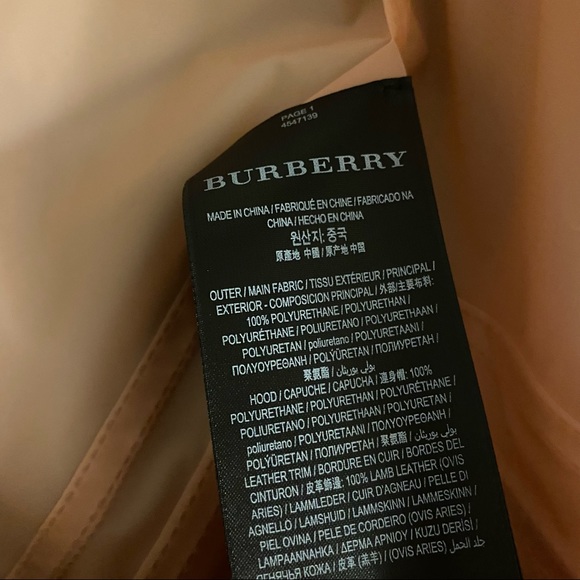 PAGE 1
4547139
BURBERRY
MADE IN CHINA / FABRIQUÉ EN CHINE / FABRICADO NA
CHINA / HECHO EN CHINA
원산지: 중국
原產地 中國 / 原产地 中国
OUTER / MAIN FABRIC / TISSU EXTÉRIEUR / PRINCIPAL /
EXTERIOR - COMPOSICION PRINCIPAL / 外部/主要布料/
100% POLYURETHANE / POLYURETHAN /
POLYURÉTHANE / POLIURETANO / POLYURETHAAN /
POLYURETAN / poliuretano / POLYURETAANI /
ΠΟΛΥΟΥΡΕΘΑΝΗ / POLYÜRETAN / ПОЛИУРЕТАН /
聚氨酯 / بولي يوريثان
HOOD / CAPUCHE / CAPUCHA / 連身帽: 100%
POLYURETHANE / POLYURETHAN / POLYURÉTHANE /
POLIURETANO / POLYURETHAAN / POLYURETAN /
poliuretano / POLYURETAANI / ΠΟΛΥΟΥΡΕΘΑΝΗ /
POLYÜRETAN / ПОЛИУРЕТАН / 聚氨酯 / بولي يوريثان
LEATHER TRIM / BORDURE EN CUIR / BORDES DEL
CINTURON / 皮革飾邊: 100% LAMB LEATHER (OVIS
ARIES) / LAMMLEDER / CUIR D'AGNEAU / PELLE DI
AGNELLO / LAMSHUID / LAMMSKINN / LAMMASKINN /
PIEL OVINA / PELE DE CORDEIRO (OVIS ARIES) /
LAMPAANNAHKA / ΔΕΡΜΑ ΑΡΝΙΟΥ / KUZU DERİSİ /
ОВЕЧЬЯ КОЖА / 皮革 (羔羊) / (OVIS ARIES) جلد الحمل